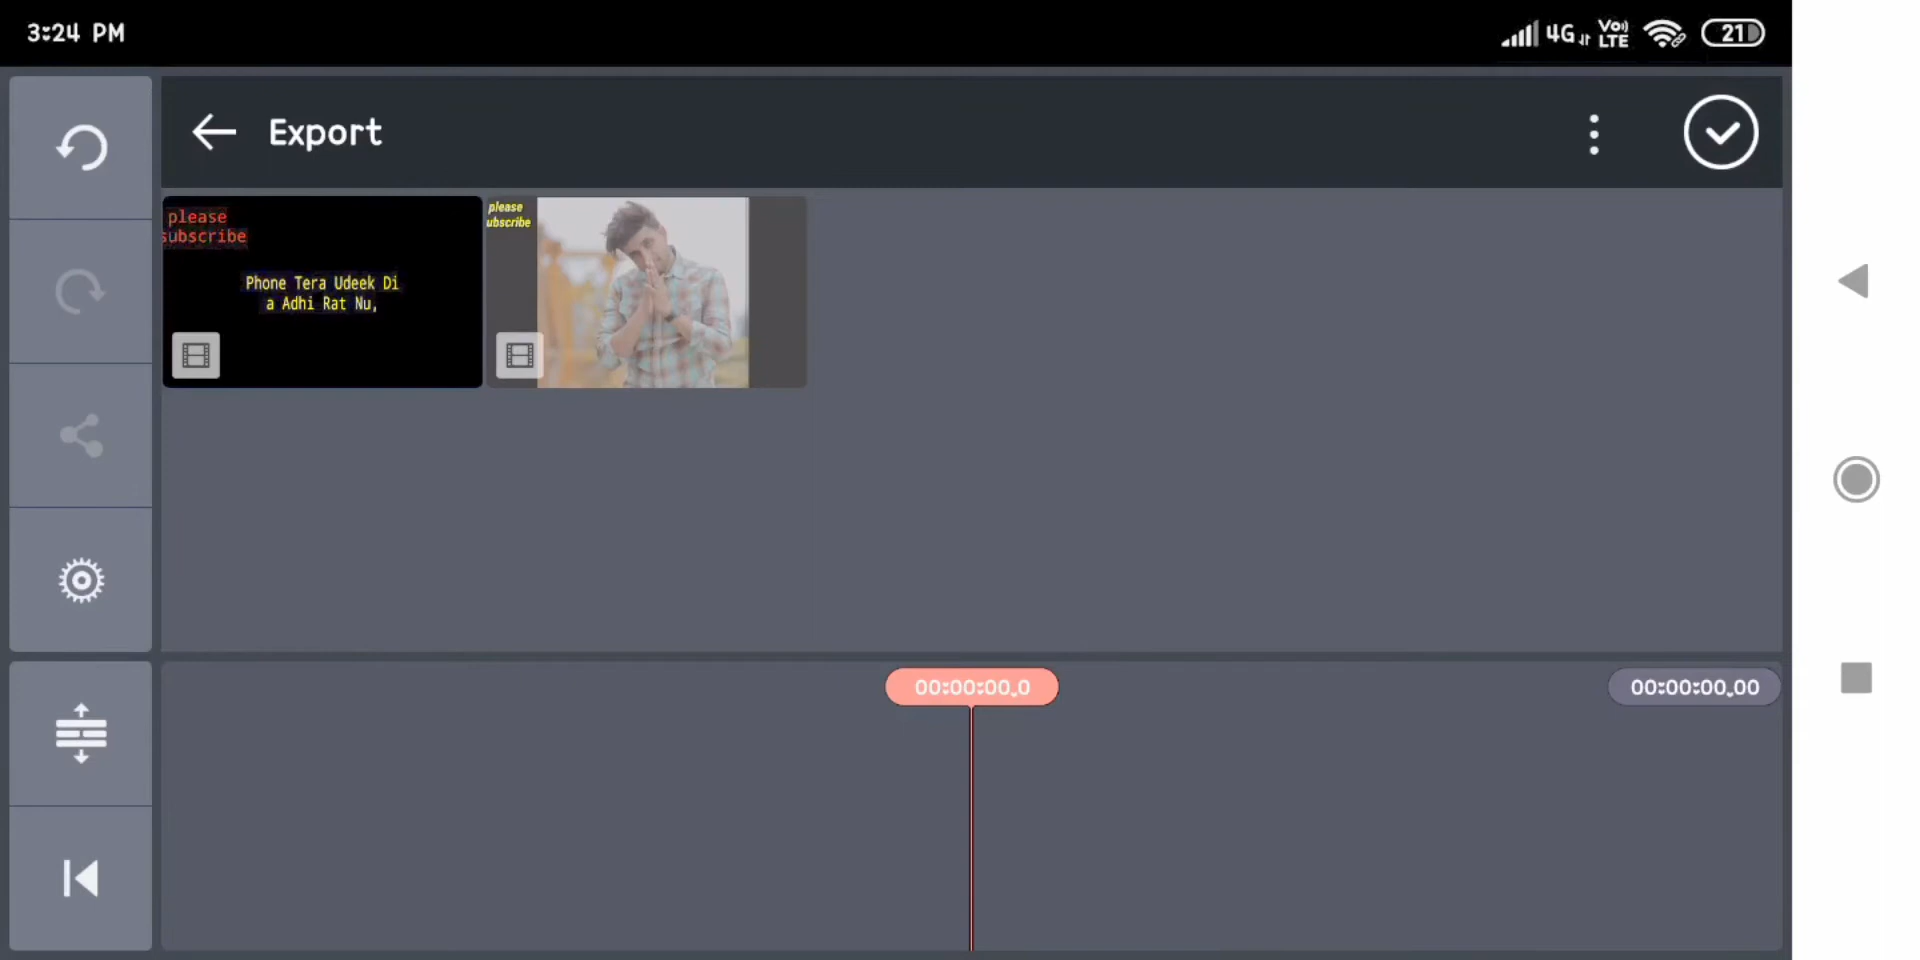 3:24 PM
4G
Vo)) LTE
21
Export
please
subscribe
Phone Tera Udeek Di
a Adhi Rat Nu,
please
ubscribe
00:00:00.0
00:00:00.00